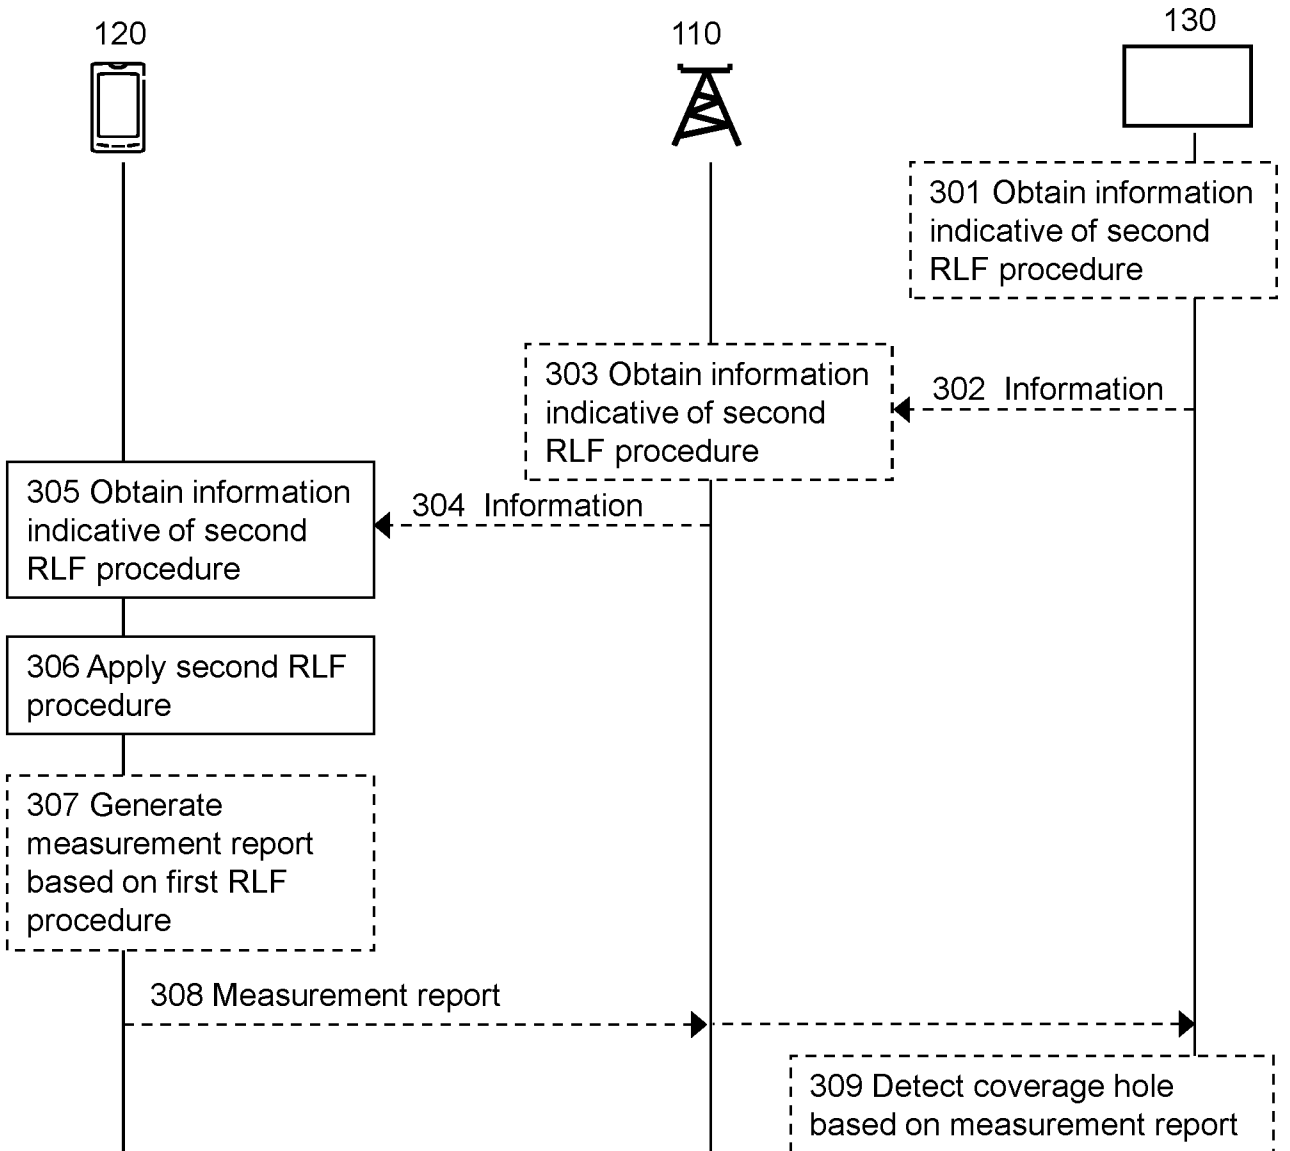 120
110
130
301 Obtain information
indicative of second
RLF procedure
303 Obtain information
indicative of second
RLF procedure
302 Information
305 Obtain information
indicative of second
RLF procedure
304 Information
306 Apply second RLF
procedure
307 Generate
measurement report
based on first RLF
procedure
308 Measurement report
309 Detect coverage hole
based on measurement report